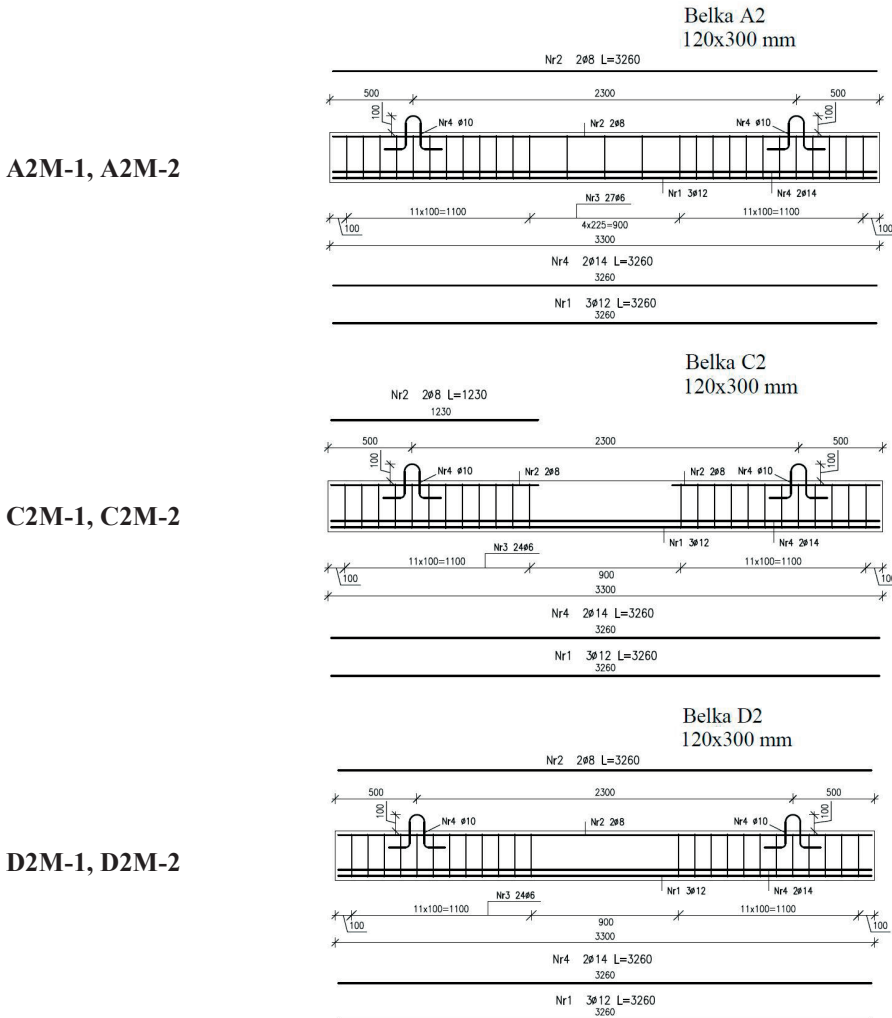 Belka A2
120x300 mm
Nr2 2ø8 L=3260
500 2300 500
100 100
Nr4 ø10 Nr2 2ø8 Nr4 ø10
A2M-1, A2M-2
Nr1 3ø12 Nr4 2ø14
Nr3 27ø6
11x100=1100 11x100=1100
100 4x225=900 100
3300
Nr4 2ø14 L=3260
3260
Nr1 3ø12 L=3260
3260
Belka C2
120x300 mm
Nr2 2ø8 L=1230
1230
500 2300 500
100 100
Nr4 ø10 Nr2 2ø8 Nr2 2ø8 Nr4 ø10
C2M-1, C2M-2
Nr1 3ø12 Nr4 2ø14
Nr3 24ø6
11x100=1100 11x100=1100
100 900 100
3300
Nr4 2ø14 L=3260
3260
Nr1 3ø12 L=3260
3260
Belka D2
120x300 mm
Nr2 2ø8 L=3260
500 2300 500
100 100
Nr4 ø10 Nr2 2ø8 Nr4 ø10
D2M-1, D2M-2
Nr1 3ø12 Nr4 2ø14
Nr3 24ø6
11x100=1100 11x100=1100
100 900 100
3300
Nr4 2ø14 L=3260
3260
Nr1 3ø12 L=3260
3260